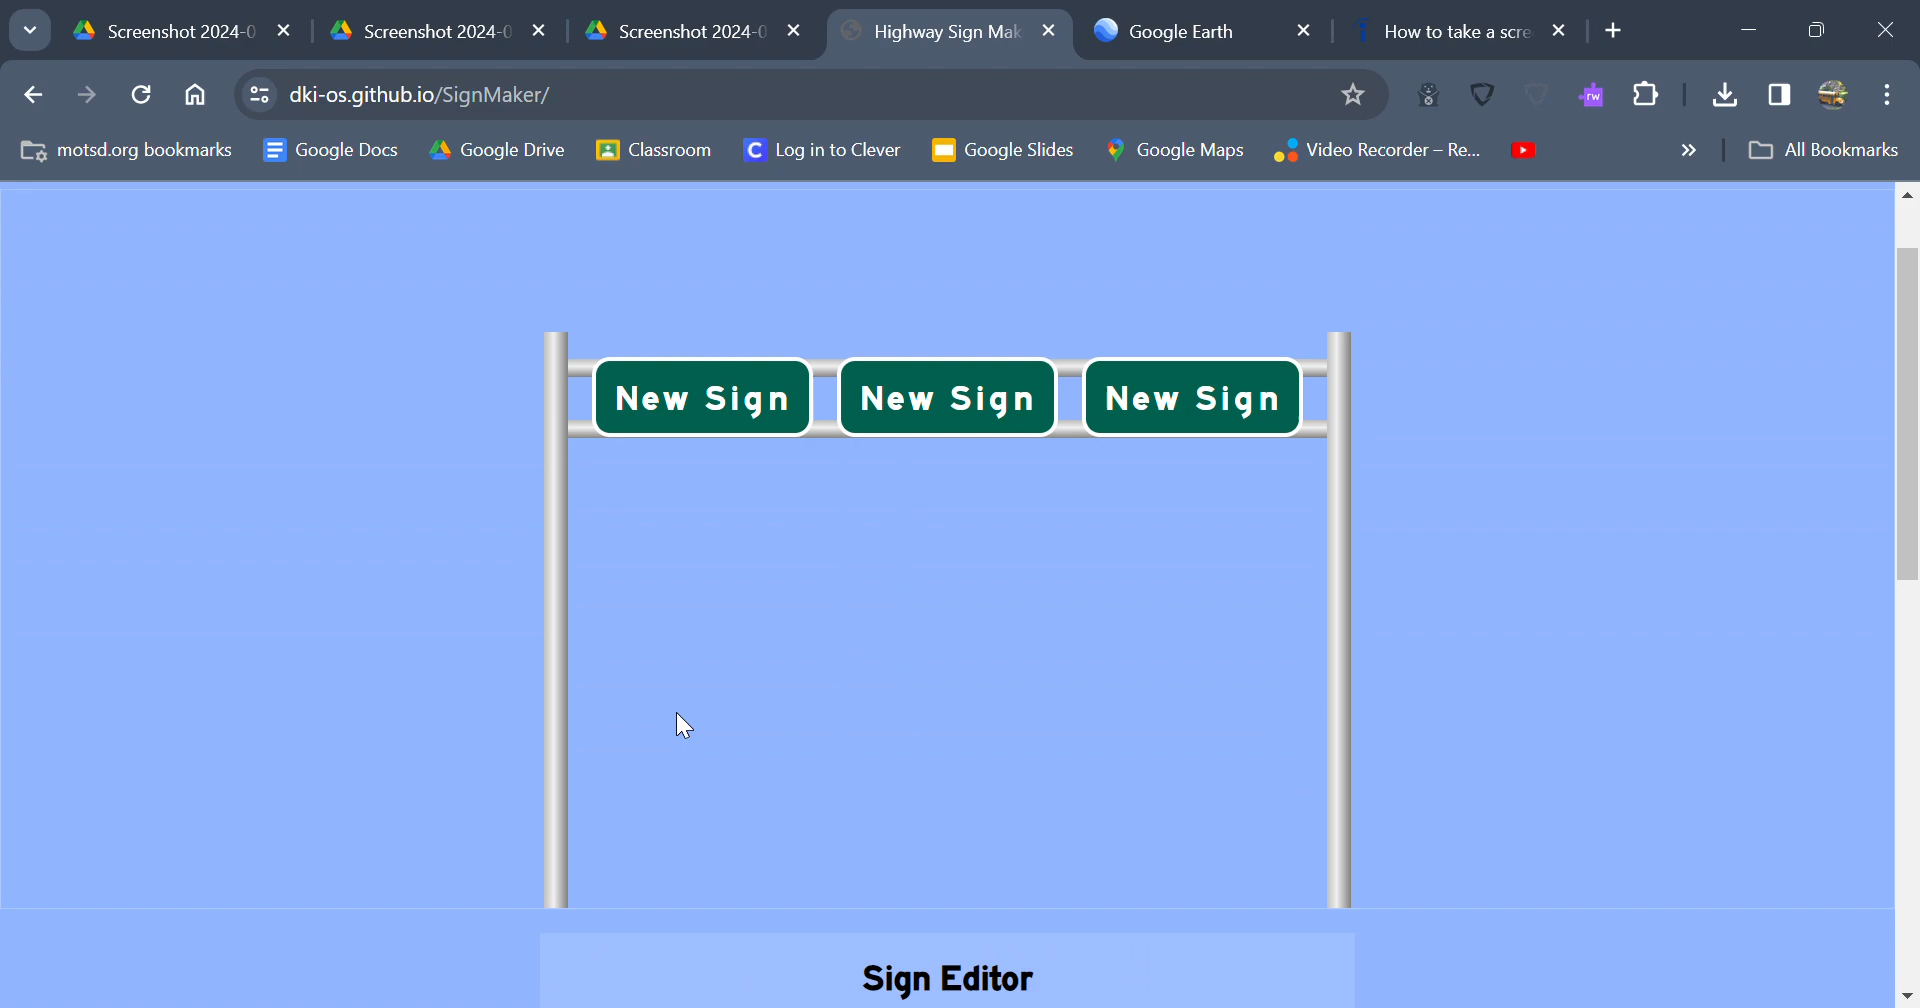 Screenshot 2024-0
Screenshot 2024-0
Screenshot 2024-0
Highway Sign Mak
Google Earth
How to take a scre
dki-os.github.io/SignMaker/
rw
motsd.org bookmarks
Google Docs
Google Drive
Classroom
C Log in to Clever
Google Slides
Google Maps
Video Recorder – Re...
»
All Bookmarks
New Sign
New Sign
New Sign
Sign Editor